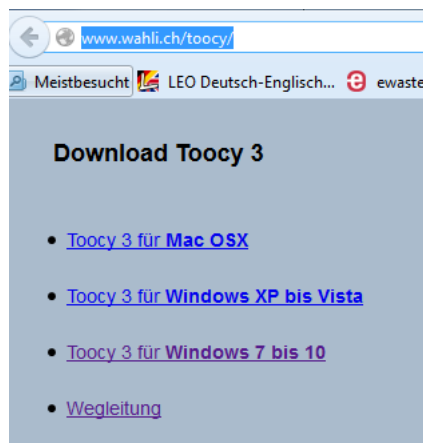 www.wahli.ch/toocy/
Meistbesucht LEO Deutsch-Englisch... ewaste
Download Toocy 3
Toocy 3 für Mac OSX
Toocy 3 für Windows XP bis Vista
Toocy 3 für Windows 7 bis 10
Wegleitung